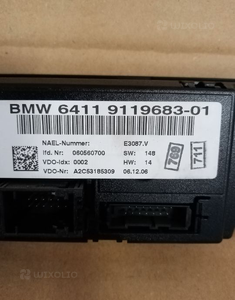 BMW 6411 9119683-01
NAEL-Nummer: E3087.V
lfd. Nr: 060560700 SW: 148
VDO-Idx: 0002 HW: 14
VDO-Nr: A2C53185309 06.12.06
769
711